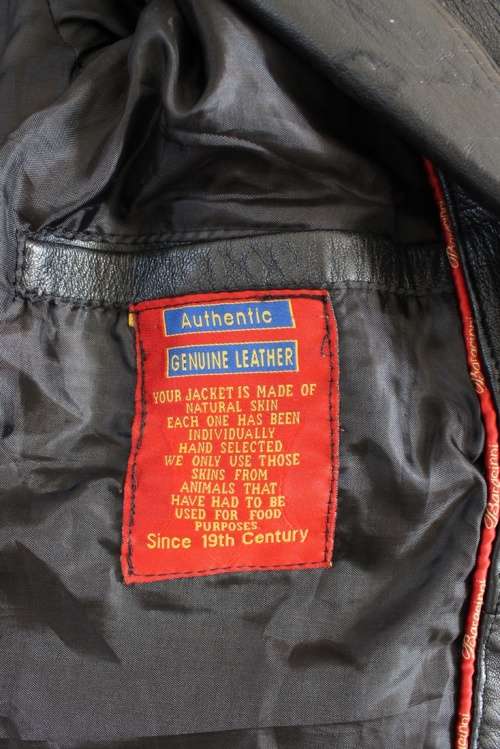 Authentic
GENUINE LEATHER
YOUR JACKET IS MADE OF
NATURAL SKIN
EACH ONE HAS BEEN
INDIVIDUALLY
HAND SELECTED.
WE ONLY USE THOSE
SKINS FROM
ANIMALS THAT
HAVE HAD TO BE
USED FOR FOOD
PURPOSES.
Since 19th Century